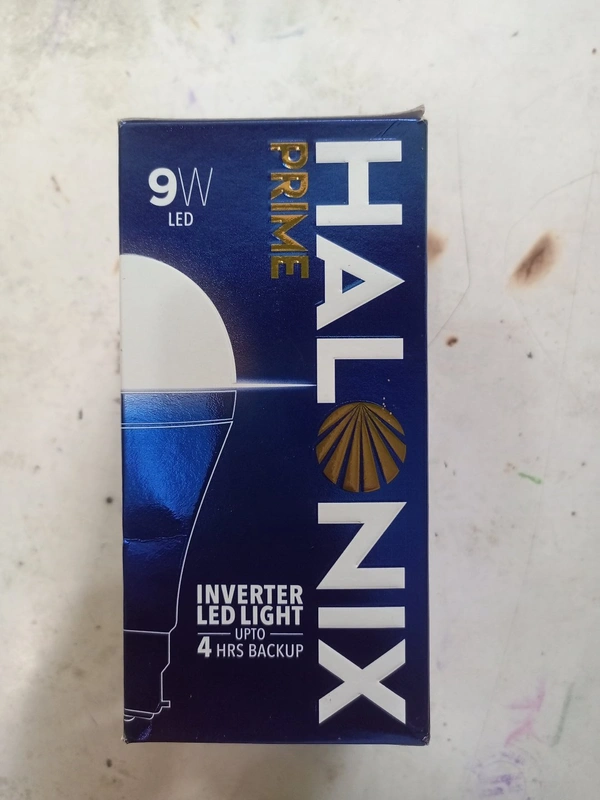 9W
LED
PRIME
HALONIX
INVERTER
LED LIGHT
UPTO
4 HRS BACKUP